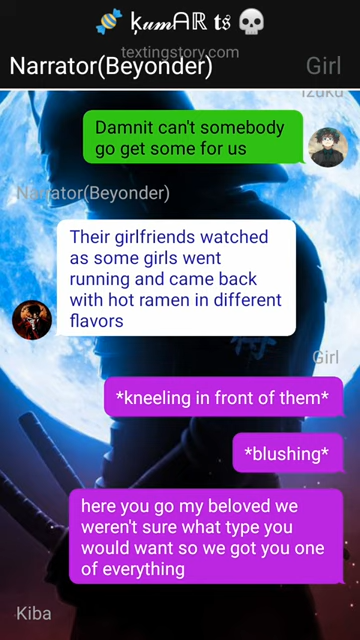 🍬 ķ𝓾𝓶ᗩℝ 𝐭𝔰 💀
textingstory.com
Narrator(Beyonder) Girl
Izuku
Damnit can't somebody
go get some for us
Narrator(Beyonder)
Their girlfriends watched
as some girls went
running and came back
with hot ramen in different
flavors
Girl
*kneeling in front of them*
*blushing*
here you go my beloved we
weren't sure what type you
would want so we got you one
of everything
Kiba